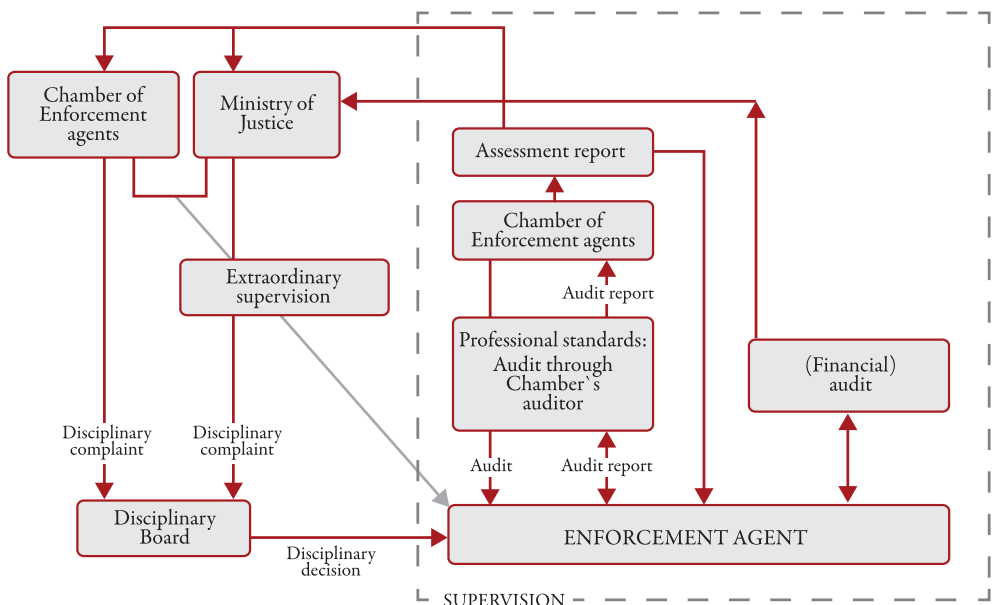 Chamber of
Enforcement
agents
Ministry of
Justice
Assessment report
Chamber of
Enforcement agents
Extraordinary
supervision
Audit report
Professional standards:
Audit through
Chamber`s
auditor
(Financial)
audit
Disciplinary
complaint
Disciplinary
complaint
Audit
Audit report
Disciplinary
Board
ENFORCEMENT AGENT
Disciplinary
decision
SUPERVISION